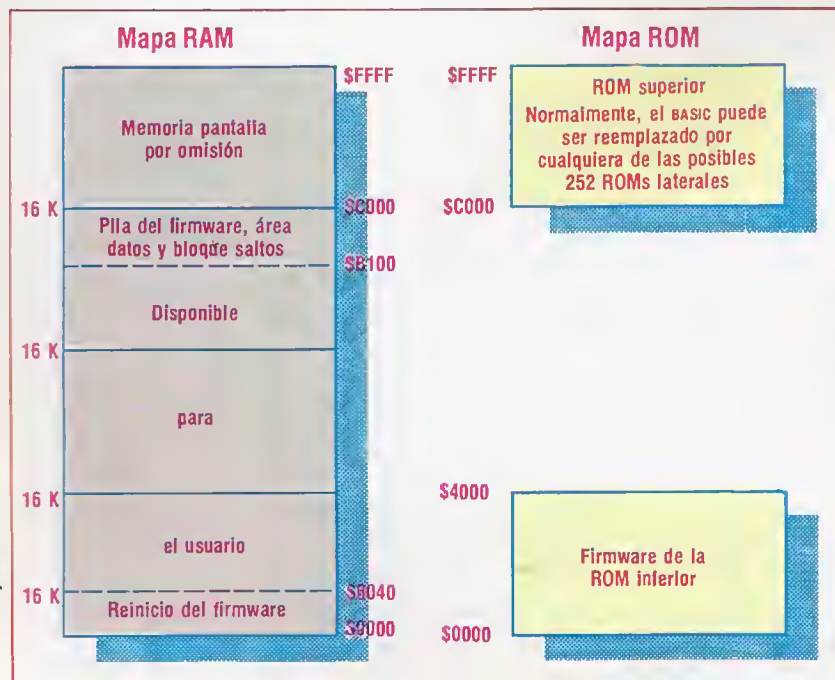 Mapa RAM
$FFFF
Memoria pantalla
por omisión
16 K
$C000
Pila del firmware, área
datos y bloque saltos
$B100
Disponible
16 K
para
16 K
el usuario
16 K
$0040
Reinicio del firmware
$0000
Mapa ROM
$FFFF
ROM superior
Normalmente, el BASIC puede
ser reemplazado por
cualquiera de las posibles
252 ROMs laterales
$C000
$4000
Firmware de la
ROM inferior
$0000